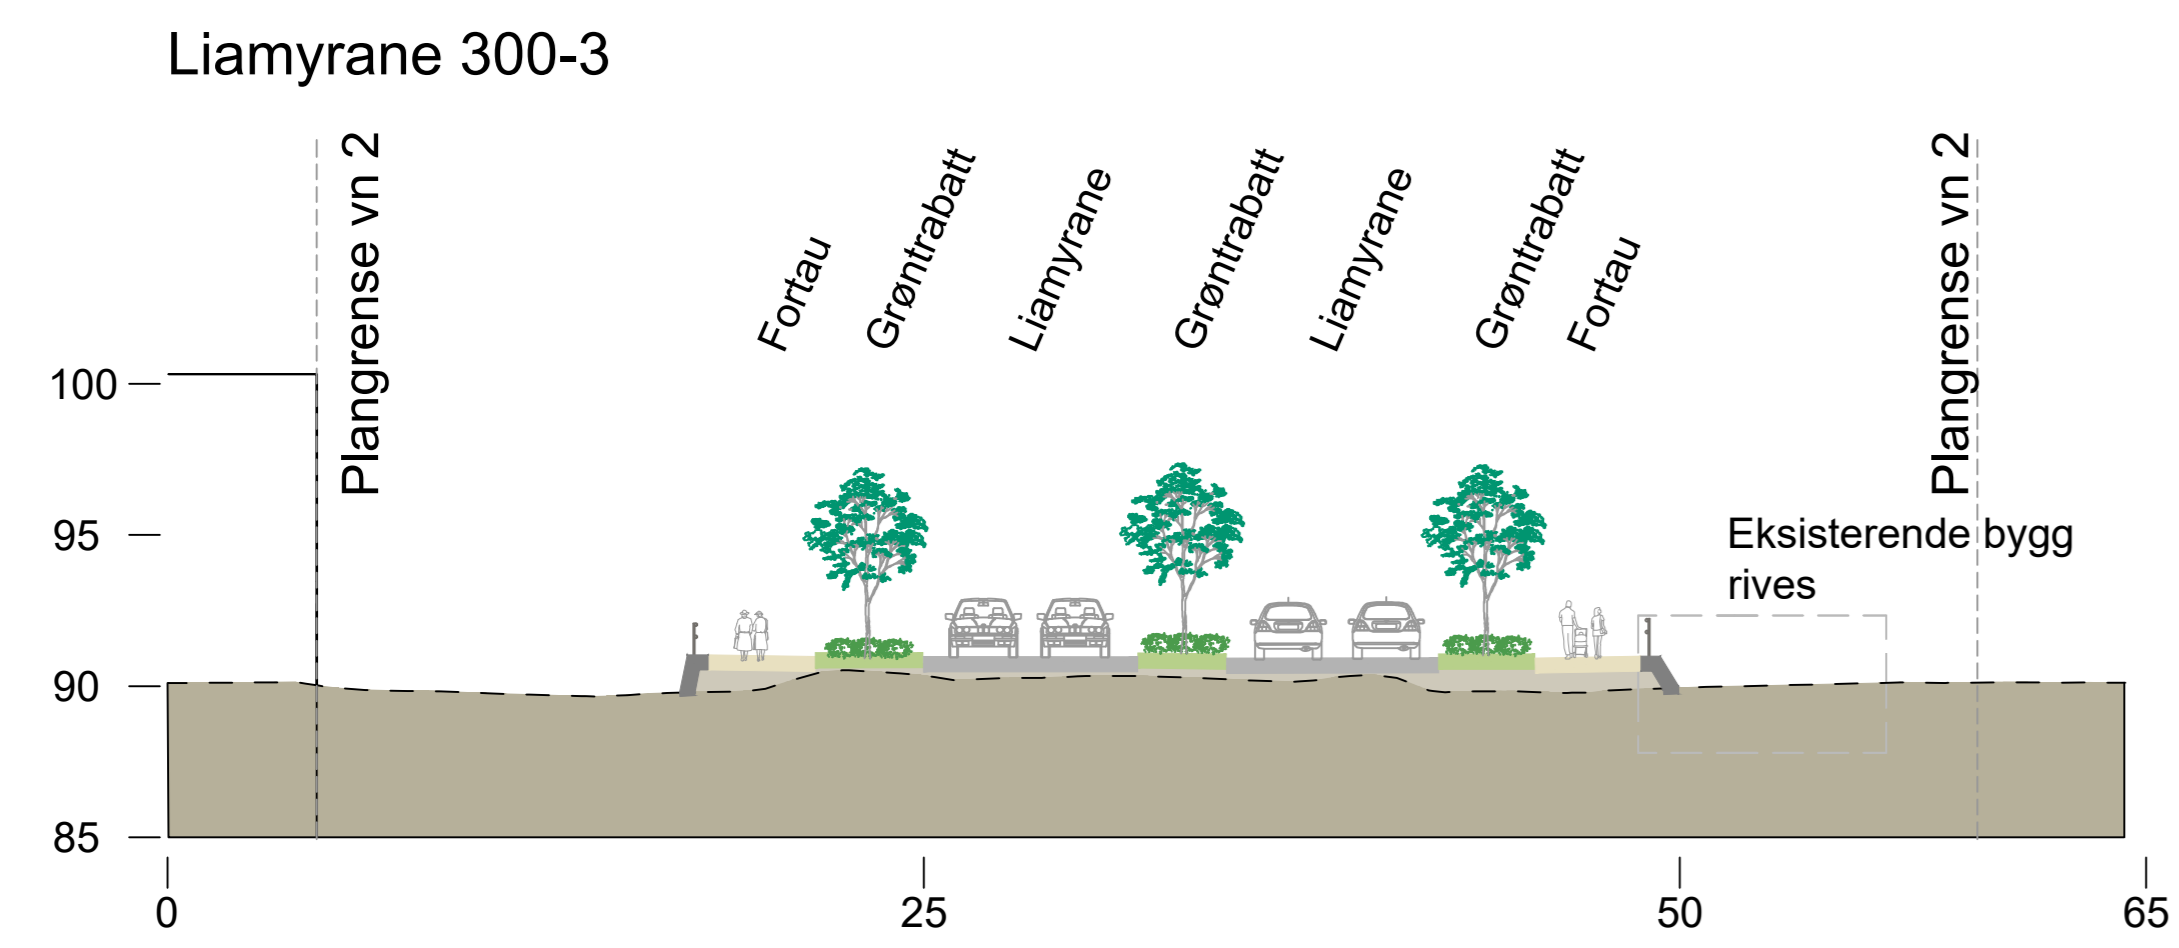 Liamyrane 300-3
Plangrense vn 2
Fortau
Grøntrabatt
Liamyrane
Grøntrabatt
Liamyrane
Grøntrabatt
Fortau
Plangrense vn 2
100
95
90
85
Eksisterende bygg
rives
0
25
50
65